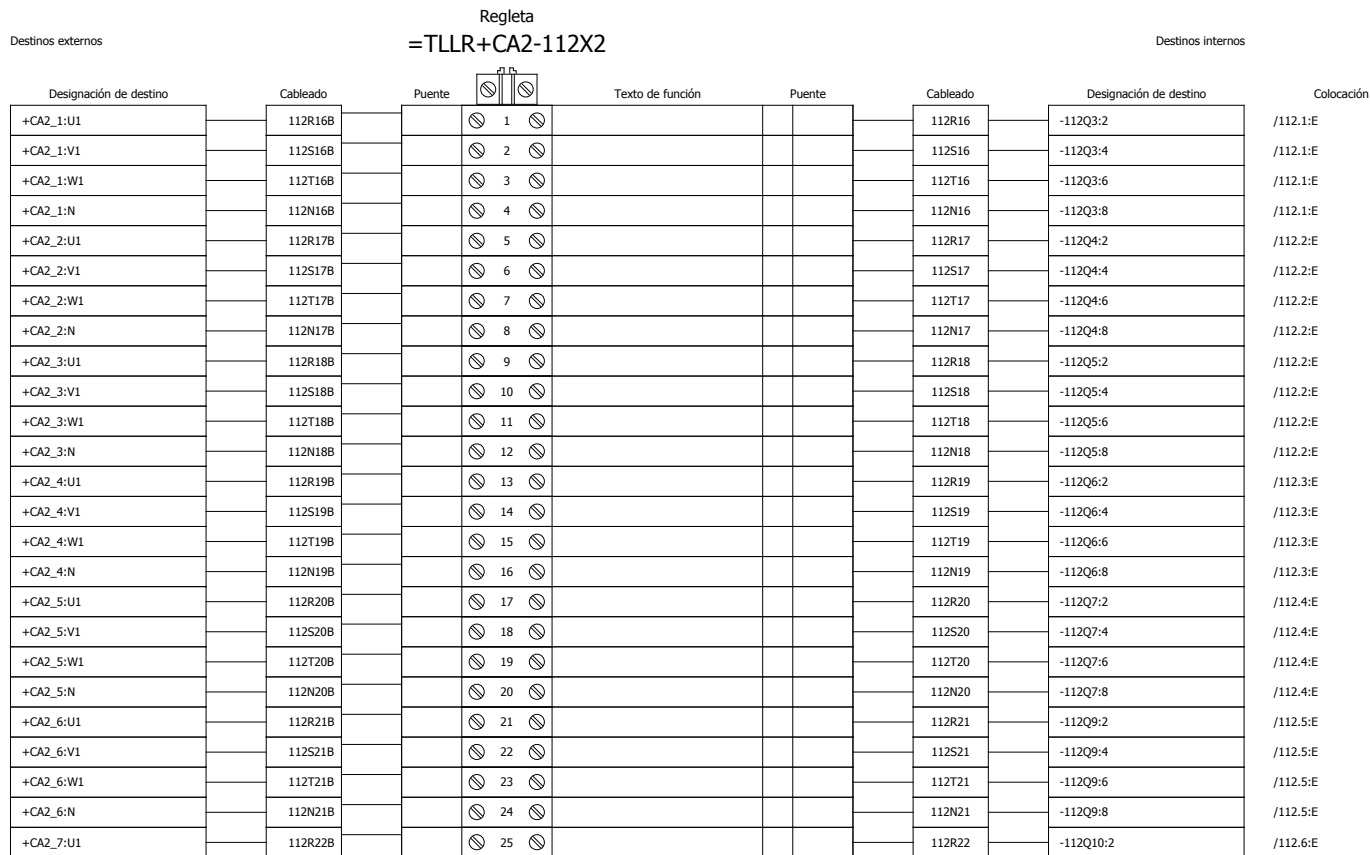 Regleta
Destinos externos =TLLR+CA2-112X2 Destinos internos
Designación de destino Cableado Puente Texto de función Puente Cableado Designación de destino Colocación
+CA2_1:U1 112R16B 1 112R16 -112Q3:2 /112.1:E
+CA2_1:V1 112S16B 2 112S16 -112Q3:4 /112.1:E
+CA2_1:W1 112T16B 3 112T16 -112Q3:6 /112.1:E
+CA2_1:N 112N16B 4 112N16 -112Q3:8 /112.1:E
+CA2_2:U1 112R17B 5 112R17 -112Q4:2 /112.2:E
+CA2_2:V1 112S17B 6 112S17 -112Q4:4 /112.2:E
+CA2_2:W1 112T17B 7 112T17 -112Q4:6 /112.2:E
+CA2_2:N 112N17B 8 112N17 -112Q4:8 /112.2:E
+CA2_3:U1 112R18B 9 112R18 -112Q5:2 /112.2:E
+CA2_3:V1 112S18B 10 112S18 -112Q5:4 /112.2:E
+CA2_3:W1 112T18B 11 112T18 -112Q5:6 /112.2:E
+CA2_3:N 112N18B 12 112N18 -112Q5:8 /112.2:E
+CA2_4:U1 112R19B 13 112R19 -112Q6:2 /112.3:E
+CA2_4:V1 112S19B 14 112S19 -112Q6:4 /112.3:E
+CA2_4:W1 112T19B 15 112T19 -112Q6:6 /112.3:E
+CA2_4:N 112N19B 16 112N19 -112Q6:8 /112.3:E
+CA2_5:U1 112R20B 17 112R20 -112Q7:2 /112.4:E
+CA2_5:V1 112S20B 18 112S20 -112Q7:4 /112.4:E
+CA2_5:W1 112T20B 19 112T20 -112Q7:6 /112.4:E
+CA2_5:N 112N20B 20 112N20 -112Q7:8 /112.4:E
+CA2_6:U1 112R21B 21 112R21 -112Q9:2 /112.5:E
+CA2_6:V1 112S21B 22 112S21 -112Q9:4 /112.5:E
+CA2_6:W1 112T21B 23 112T21 -112Q9:6 /112.5:E
+CA2_6:N 112N21B 24 112N21 -112Q9:8 /112.5:E
+CA2_7:U1 112R22B 25 112R22 -112Q10:2 /112.6:E